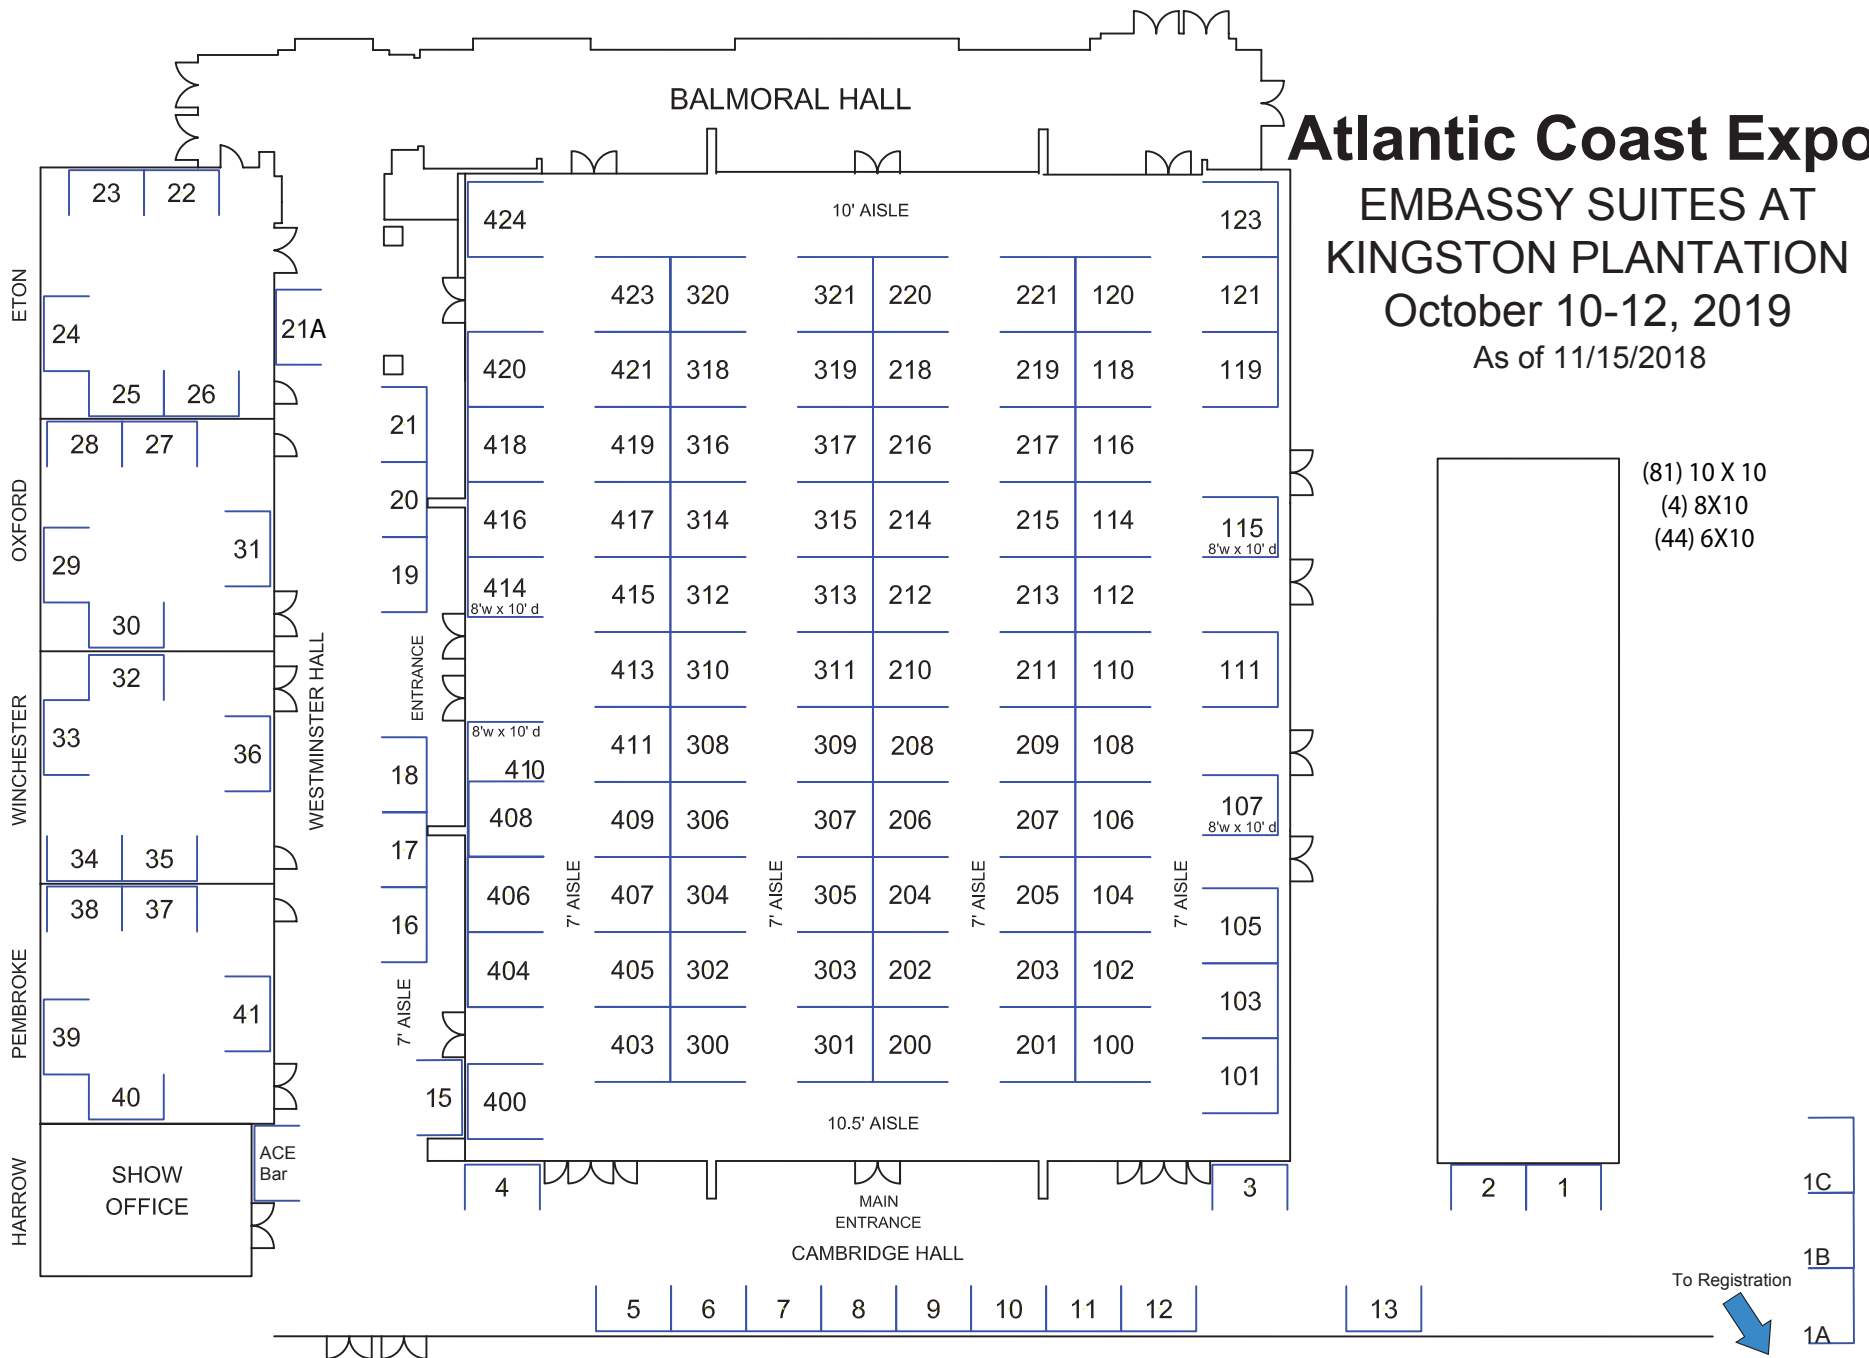 BALMORAL HALL
Atlantic Coast Expo
EMBASSY SUITES AT
KINGSTON PLANTATION
October 10-12, 2019
As of 11/15/2018
(81) 10 X 10
(4) 8X10
(44) 6X10
ETON
23 22
24
25 26
21A
OXFORD
28 27
29
31
30
WINCHESTER
32
33
36
34 35
PEMBROKE
38 37
39
41
40
HARROW
SHOW
OFFICE
ACE
Bar
WESTMINSTER HALL
21
20
19
ENTRANCE
18
17
16
7' AISLE
15
10' AISLE
424
123
423 320 321 220 221 120 121
420 421 318 319 218 219 118 119
418 419 316 317 216 217 116
416 417 314 315 214 215 114 115
8'w x 10' d
414 415 312 313 212 213 112
8'w x 10' d
413 310 311 210 211 110 111
8'w x 10' d
410 411 308 309 208 209 108
408 409 306 307 206 207 106 107
8'w x 10' d
7' AISLE 7' AISLE 7' AISLE 7' AISLE
406 407 304 305 204 205 104 105
404 405 302 303 202 203 102 103
403 300 301 200 201 100
101
400
10.5' AISLE
4
3
2 1
MAIN
ENTRANCE
CAMBRIDGE HALL
5 6 7 8 9 10 11 12 13
1C
1B
To Registration
1A